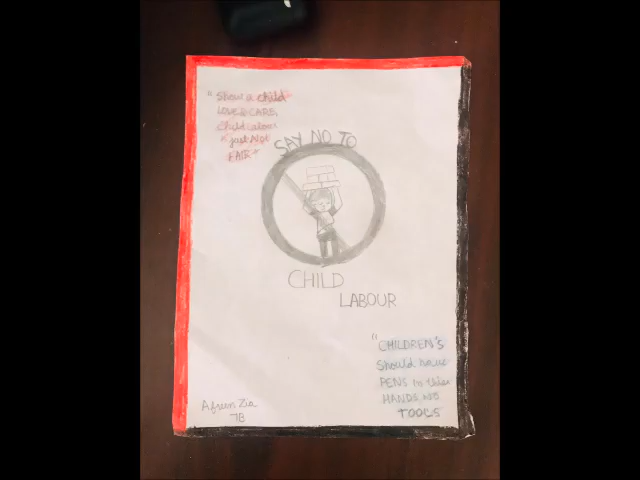 "Show a child
LOVE & CARE,
Child labour
is just Not
FAIR"
SAY NO TO
CHILD
LABOUR
"CHILDREN'S
Should have
PENS In their
HANDS NO
TOOLS
Afreen Zia
7B